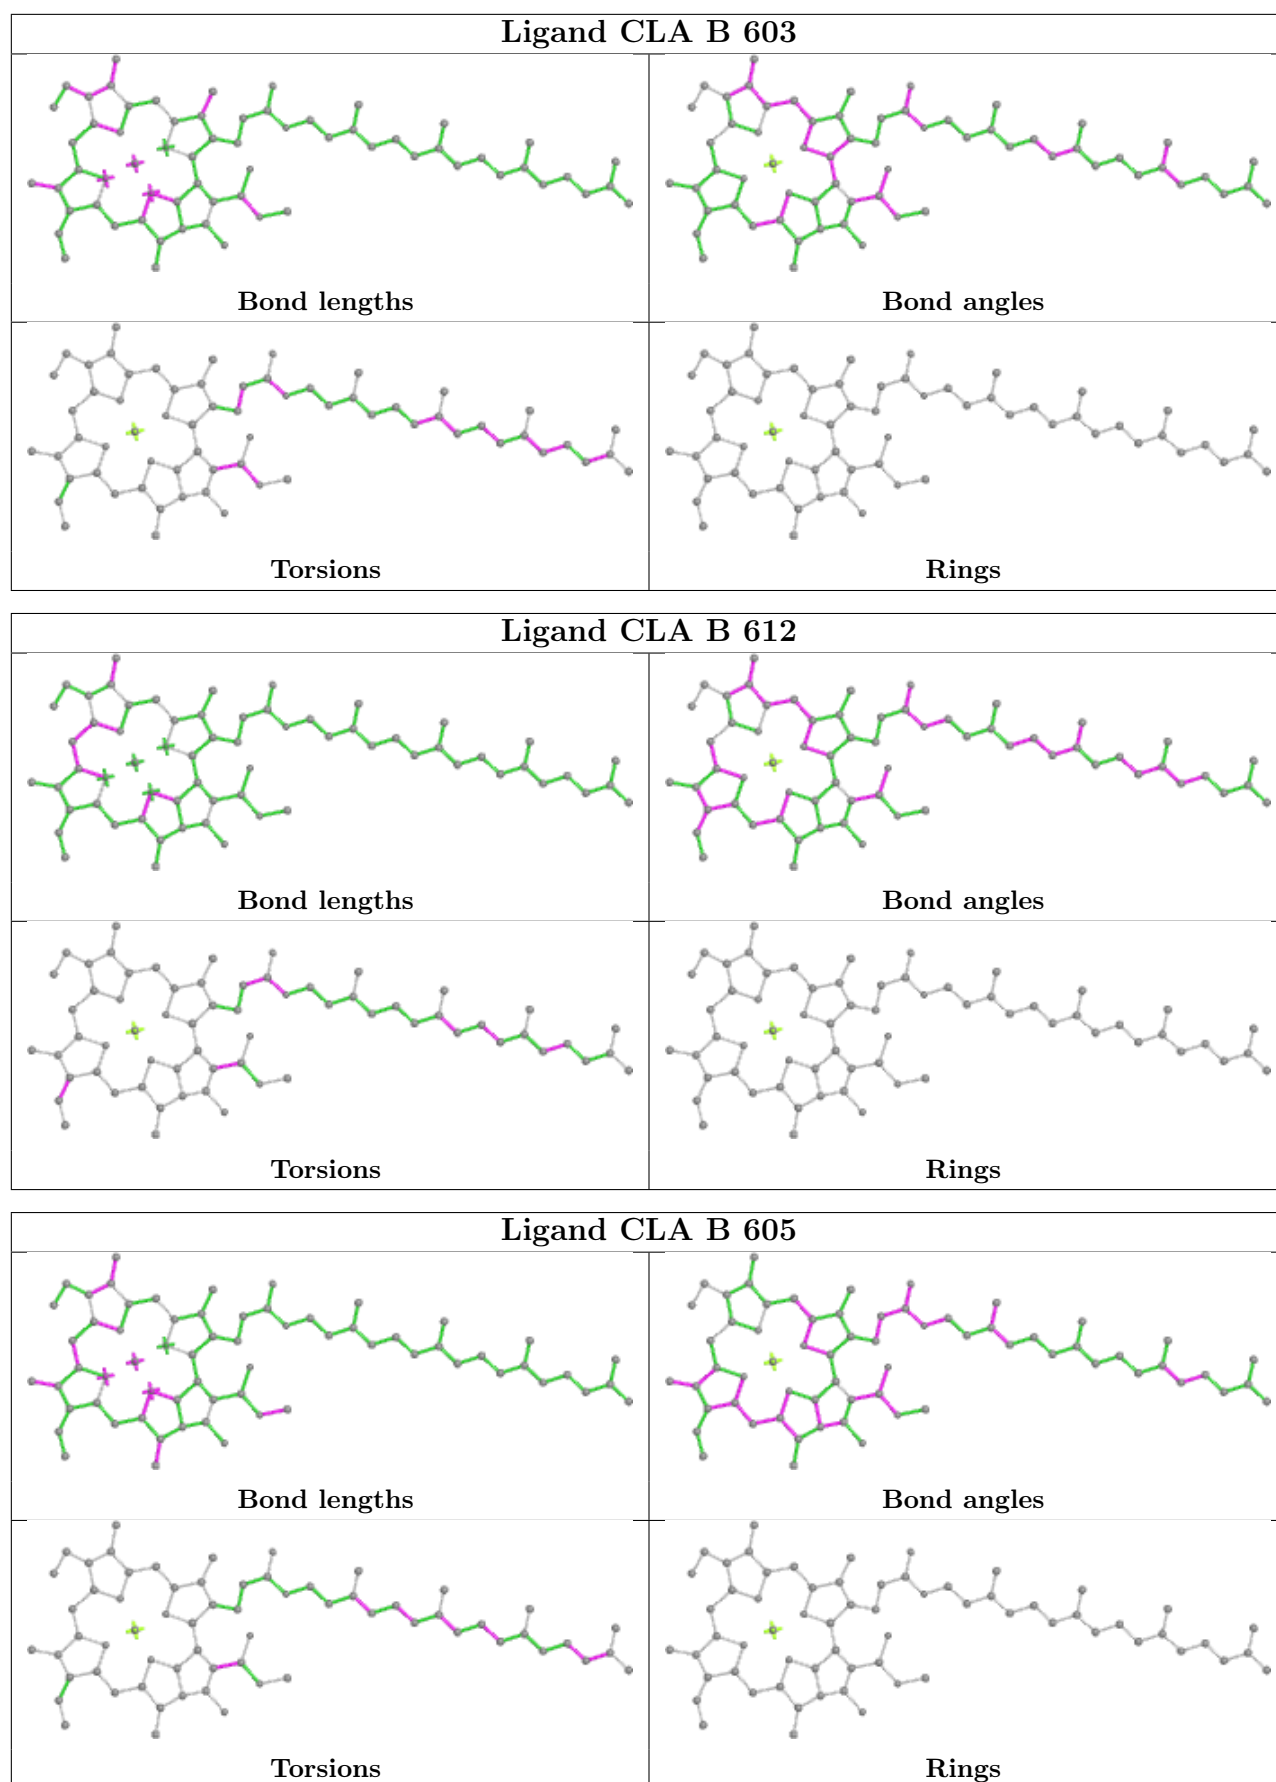 Ligand CLA B 603
Bond lengths
Bond angles
Torsions
Rings
Ligand CLA B 612
Bond lengths
Bond angles
Torsions
Rings
Ligand CLA B 605
Bond lengths
Bond angles
Torsions
Rings